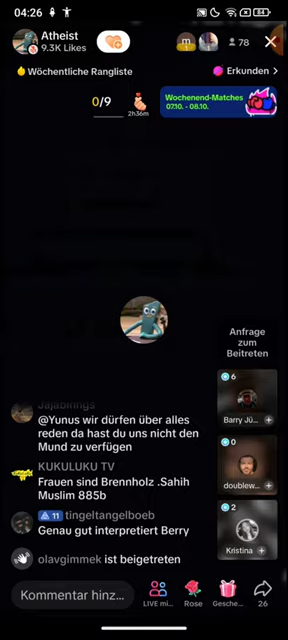 04:26
84
Atheist
9.3K Likes
78
Wöchentliche Rangliste
Erkunden >
0/9
2h36m
Wochenend-Matches
07.10. - 08.10.
Anfrage
zum
Beitreten
6
Barry Jü... +
0
doublew... +
2
Kristina +
@Yunus wir dürfen über alles
reden da hast du uns nicht den
Mund zu verfügen
KUKULUKU TV
Frauen sind Brennholz .Sahih
Muslim 885b
11 tingeltangelboeb
Genau gut interpretiert Berry
olavgimmek ist beigetreten
Kommentar hinz...
LIVE mi...
Rose
Gesche...
26